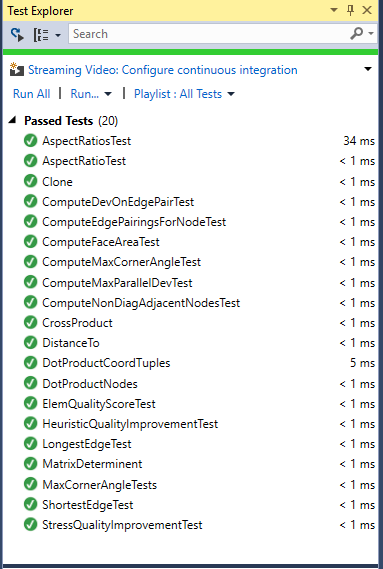 Test Explorer
Search
Streaming Video: Configure continuous integration
Run All | Run... | Playlist : All Tests
Passed Tests (20)
AspectRatiosTest 34 ms
AspectRatioTest < 1 ms
Clone < 1 ms
ComputeDevOnEdgePairTest < 1 ms
ComputeEdgePairingsForNodeTest < 1 ms
ComputeFaceAreaTest < 1 ms
ComputeMaxCornerAngleTest < 1 ms
ComputeMaxParallelDevTest < 1 ms
ComputeNonDiagAdjacentNodesTest < 1 ms
CrossProduct < 1 ms
DistanceTo < 1 ms
DotProductCoordTuples 5 ms
DotProductNodes < 1 ms
ElemQualityScoreTest < 1 ms
HeuristicQualityImprovementTest < 1 ms
LongestEdgeTest < 1 ms
MatrixDeterminent < 1 ms
MaxCornerAngleTests < 1 ms
ShortestEdgeTest < 1 ms
StressQualityImprovementTest < 1 ms